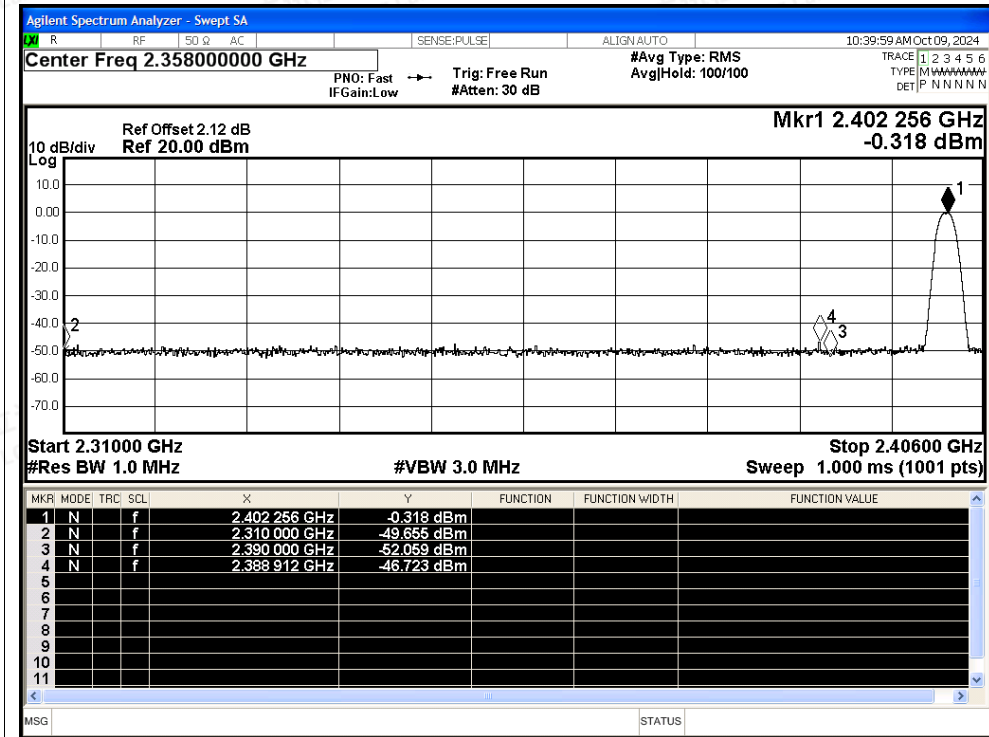 Agilent Spectrum Analyzer - Swept SA
LXI R RF 50 Ω AC SENSE:PULSE ALIGN AUTO 10:39:59 AM Oct 09, 2024
Center Freq 2.358000000 GHz
PNO: Fast
IFGain:Low
Trig: Free Run
#Atten: 30 dB
#Avg Type: RMS
Avg|Hold: 100/100
TRACE 1 2 3 4 5 6
TYPE M WWWWW
DET P N N N N N
Mkr1 2.402 256 GHz
-0.318 dBm
Ref Offset 2.12 dB
10 dB/div Ref 20.00 dBm
Log
10.0
0.00
-10.0
-20.0
-30.0
-40.0
-50.0
-60.0
-70.0
1
2
4
3
Start 2.31000 GHz Stop 2.40600 GHz
#Res BW 1.0 MHz #VBW 3.0 MHz Sweep 1.000 ms (1001 pts)
MKR MODE TRC SCL X Y FUNCTION FUNCTION WIDTH FUNCTION VALUE
1 N f 2.402 256 GHz -0.318 dBm
2 N f 2.310 000 GHz -49.655 dBm
3 N f 2.390 000 GHz -52.059 dBm
4 N f 2.388 912 GHz -46.723 dBm
5
6
7
8
9
10
11
MSG STATUS